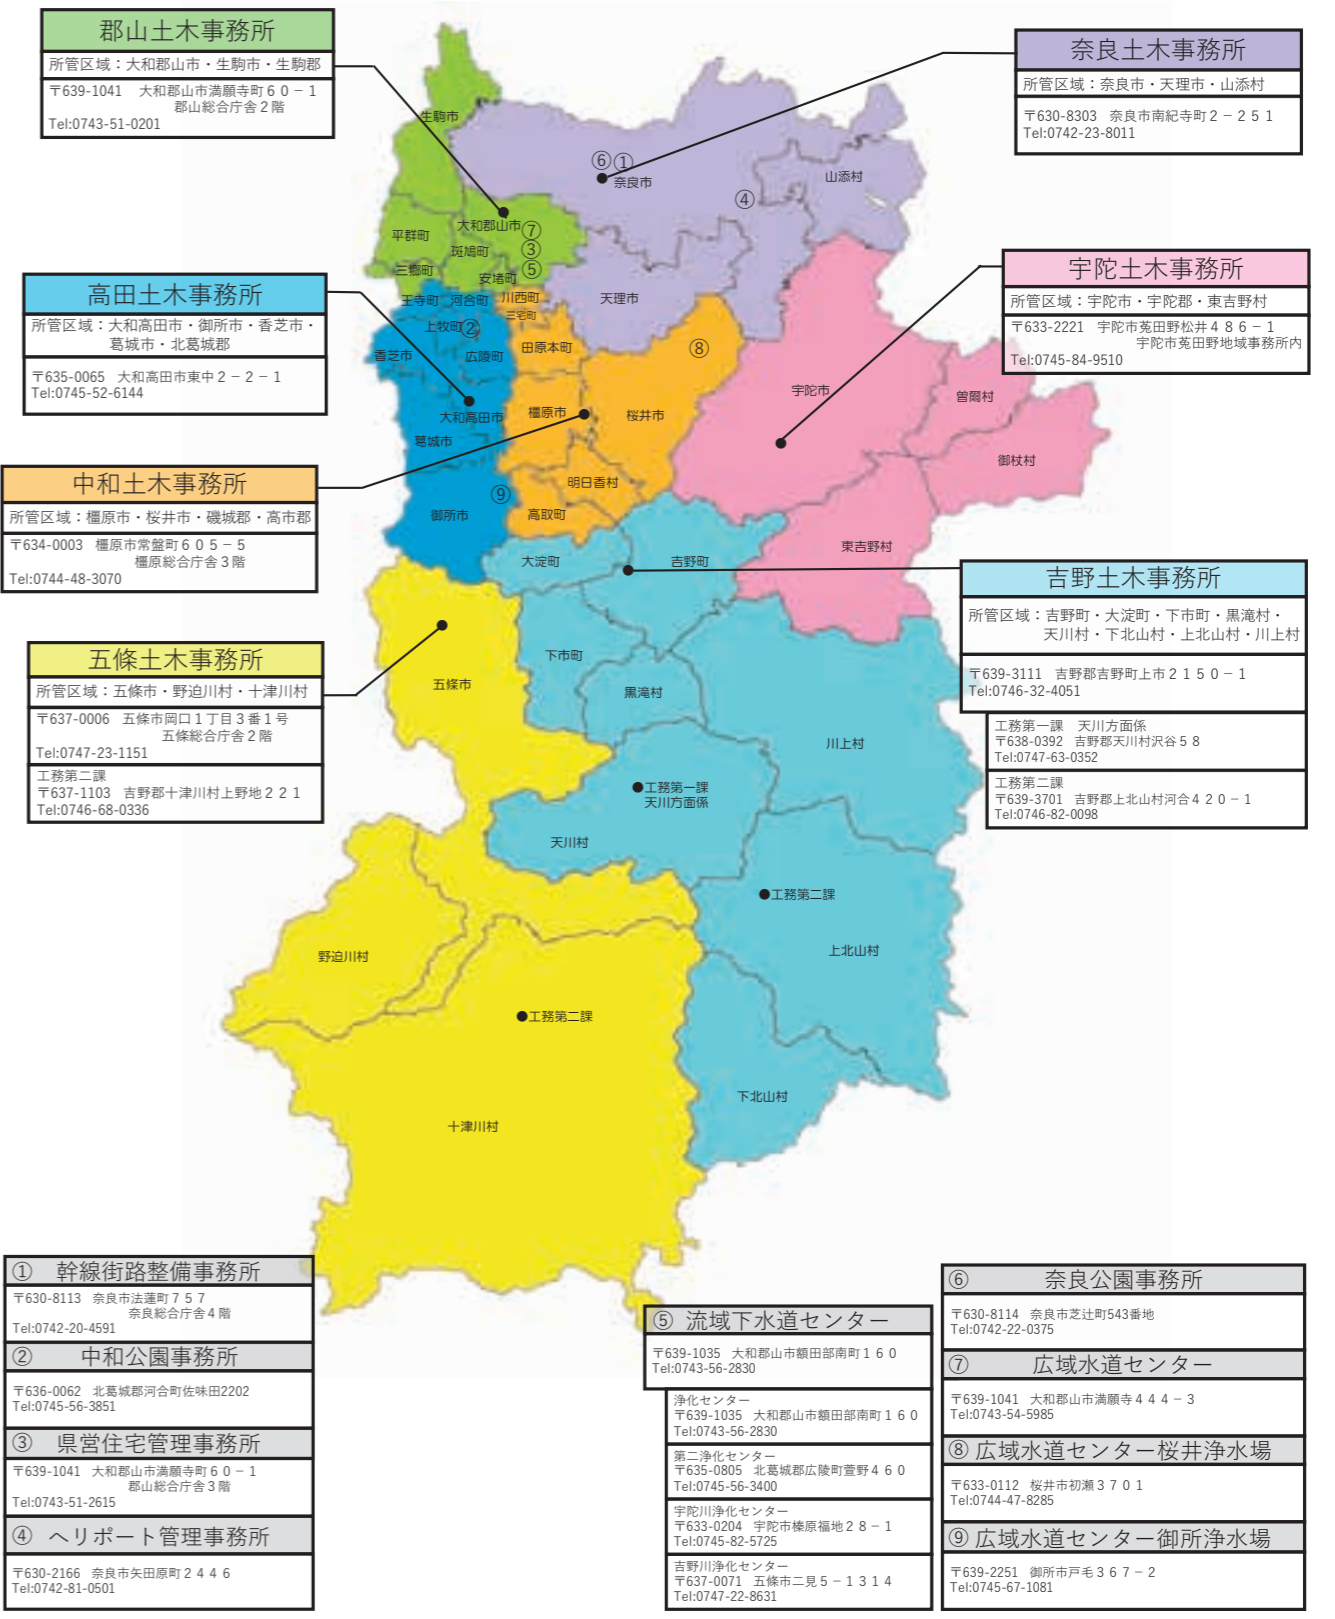 郡山土木事務所
所管区域：大和郡山市・生駒市・生駒郡
〒639-1041 大和郡山市満願寺町６０－１
郡山総合庁舎２階
Tel:0743-51-0201
奈良土木事務所
所管区域：奈良市・天理市・山添村
〒630-8303 奈良市南紀寺町２－２５１
Tel:0742-23-8011
高田土木事務所
所管区域：大和高田市・御所市・香芝市・
葛城市・北葛城郡
〒635-0065 大和高田市東中２－２－１
Tel:0745-52-6144
宇陀土木事務所
所管区域：宇陀市・宇陀郡・東吉野村
〒633-2221 宇陀市菟田野松井４８６－１
宇陀市菟田野地域事務所内
Tel:0745-84-9510
中和土木事務所
所管区域：橿原市・桜井市・磯城郡・高市郡
〒634-0003 橿原市常盤町６０５－５
橿原総合庁舎３階
Tel:0744-48-3070
吉野土木事務所
所管区域：吉野町・大淀町・下市町・黒滝村・
天川村・下北山村・上北山村・川上村
〒639-3111 吉野郡吉野町上市２１５０－１
Tel:0746-32-4051
工務第一課 天川方面係
〒638-0392 吉野郡天川村沢谷５８
Tel:0747-63-0352
工務第二課
〒639-3701 吉野郡上北山村河合４２０－１
Tel:0746-82-0098
五條土木事務所
所管区域：五條市・野迫川村・十津川村
〒637-0006 五條市岡口１丁目３番１号
五條総合庁舎２階
Tel:0747-23-1151
工務第二課
〒637-1103 吉野郡十津川村上野地２２１
Tel:0746-68-0336
生駒市
⑥①
奈良市
山添村
④
大和郡山市
⑦
平群町
斑鳩町
③
三郷町
安堵町
⑤
天理市
王寺町
河合町
川西町
三宅町
上牧町
②
香芝市
広陵町
田原本町
⑧
宇陀市
曽爾村
大和高田市
橿原市
桜井市
葛城市
御杖村
明日香村
⑨
御所市
高取町
東吉野村
大淀町
吉野町
下市町
五條市
黒滝村
川上村
●工務第一課
天川方面係
天川村
●工務第二課
上北山村
野迫川村
●工務第二課
下北山村
十津川村
① 幹線街路整備事務所
〒630-8113 奈良市法蓮町７５７
奈良総合庁舎４階
Tel:0742-20-4591
② 中和公園事務所
〒636-0062 北葛城郡河合町佐味田2202
Tel:0745-56-3851
③ 県営住宅管理事務所
〒639-1041 大和郡山市満願寺町６０－１
郡山総合庁舎３階
Tel:0743-51-2615
④ ヘリポート管理事務所
〒630-2166 奈良市矢田原町２４４６
Tel:0742-81-0501
⑤ 流域下水道センター
〒639-1035 大和郡山市額田部南町１６０
Tel:0743-56-2830
浄化センター
〒639-1035 大和郡山市額田部南町１６０
Tel:0743-56-2830
第二浄化センター
〒635-0805 北葛城郡広陵町萱野４６０
Tel:0745-56-3400
宇陀川浄化センター
〒633-0204 宇陀市榛原福地２８－１
Tel:0745-82-5725
吉野川浄化センター
〒637-0071 五條市二見５－１３１４
Tel:0747-22-8631
⑥ 奈良公園事務所
〒630-8114 奈良市芝辻町543番地
Tel:0742-22-0375
⑦ 広域水道センター
〒639-1041 大和郡山市満願寺４４４－３
Tel:0743-54-5985
⑧ 広域水道センター桜井浄水場
〒633-0112 桜井市初瀬３７０１
Tel:0744-47-8285
⑨ 広域水道センター御所浄水場
〒639-2251 御所市戸毛３６７－２
Tel:0745-67-1081